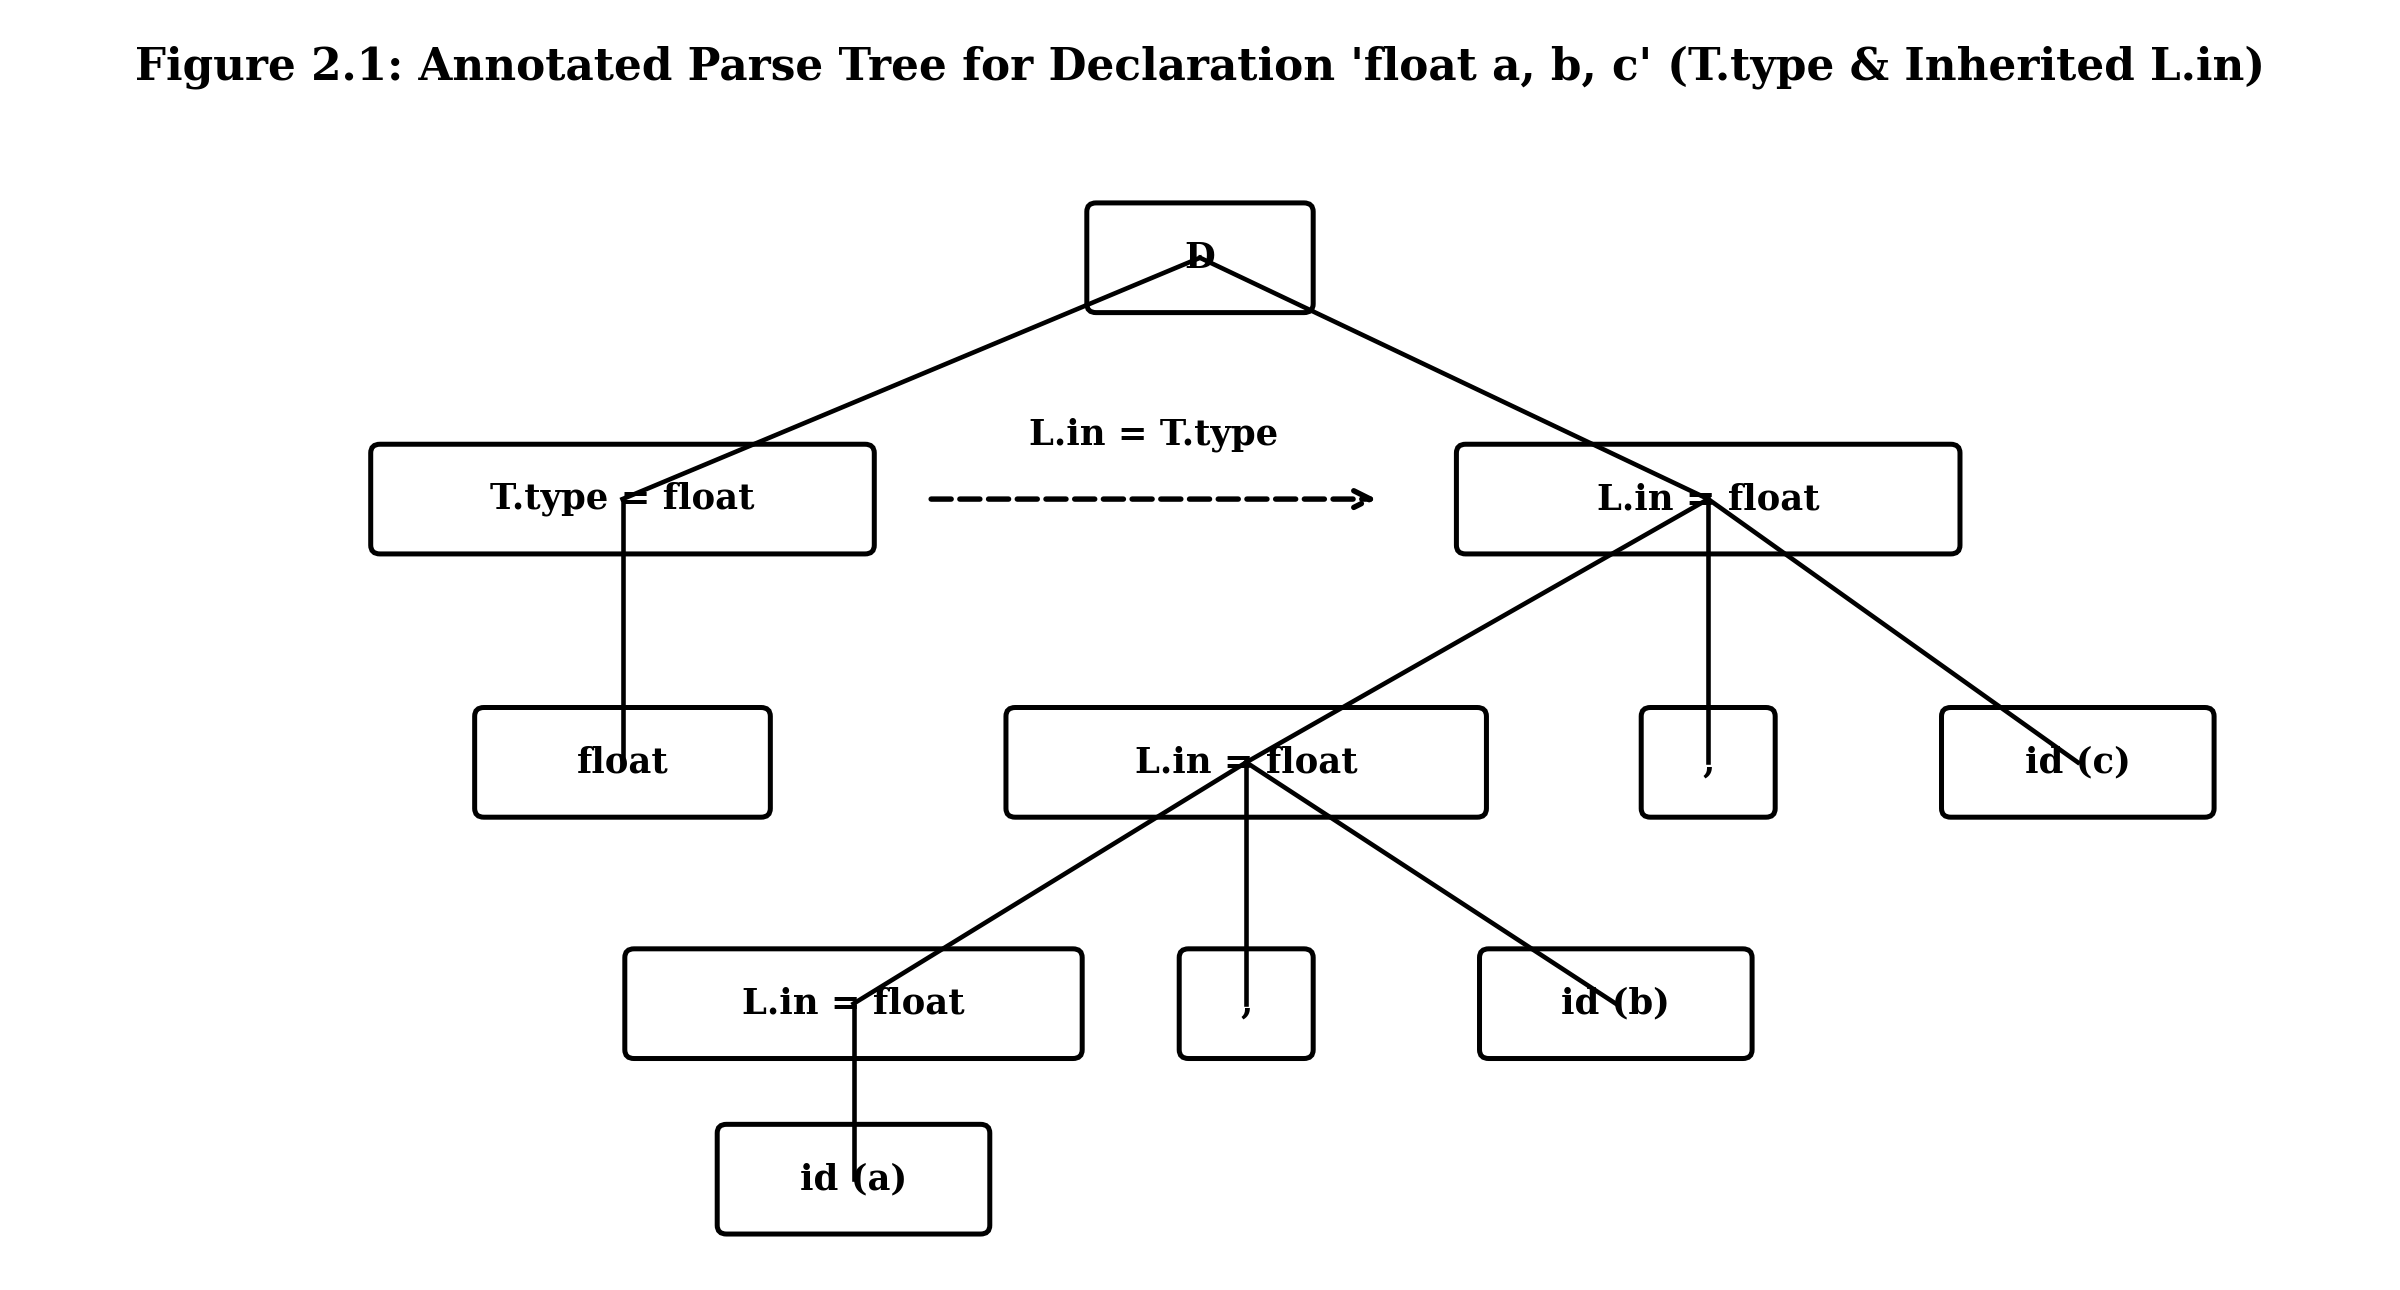 Figure 2.1: Annotated Parse Tree for Declaration 'float a, b, c' (T.type & Inherited L.in)
D
L.in = T.type
T.type = float
L.in = float
float
L.in = float
,
id (c)
L.in = float
,
id (b)
id (a)